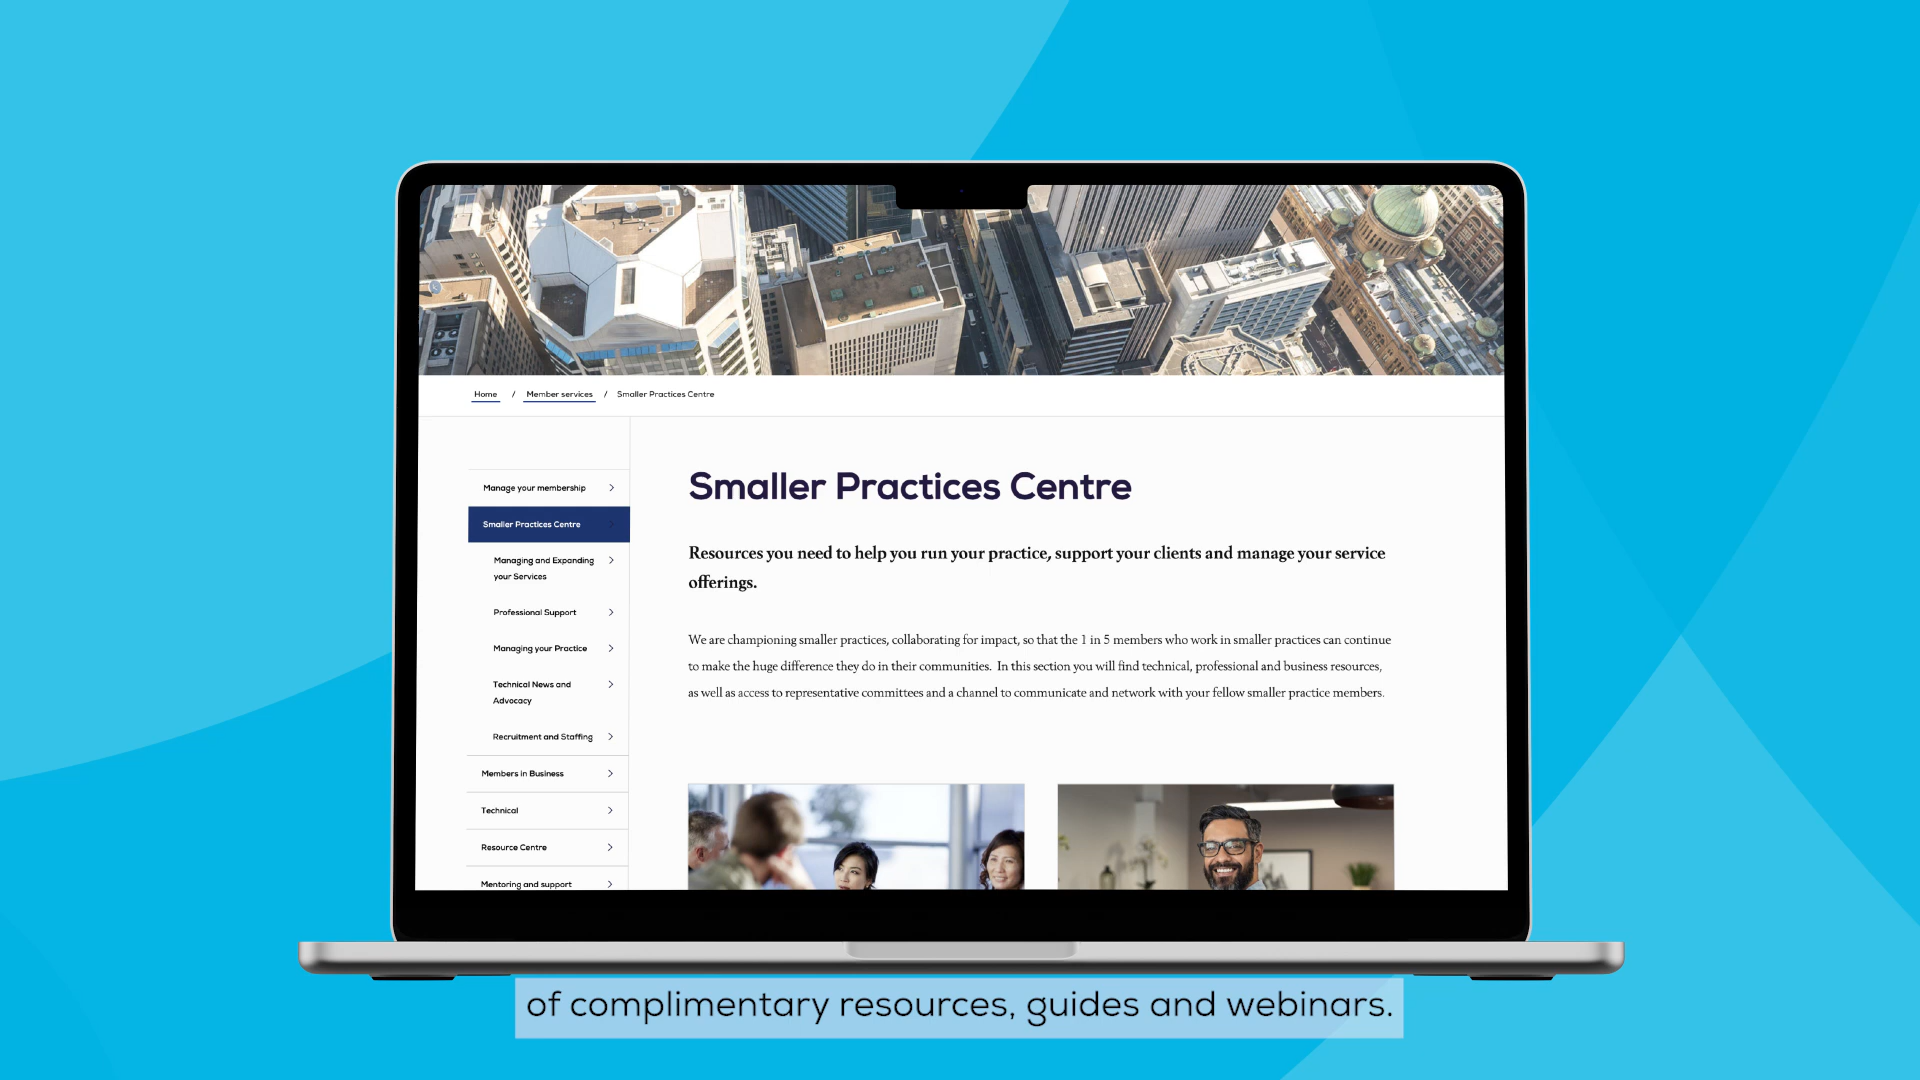 Home / Member services / Smaller Practices Centre
Manage your membership
Smaller Practices Centre
Managing and Expanding
your Services
Professional Support
Managing your Practice
Technical News and
Advocacy
Recruitment and Staffing
Members in Business
Technical
Resource Centre
Mentoring and support
Smaller Practices Centre
Resources you need to help you run your practice, support your clients and manage your service
offerings.
We are championing smaller practices, collaborating for impact, so that the 1 in 5 members who work in smaller practices can continue
to make the huge difference they do in their communities. In this section you will find technical, professional and business resources,
as well as access to representative committees and a channel to communicate and network with your fellow smaller practice members.
of complimentary resources, guides and webinars.